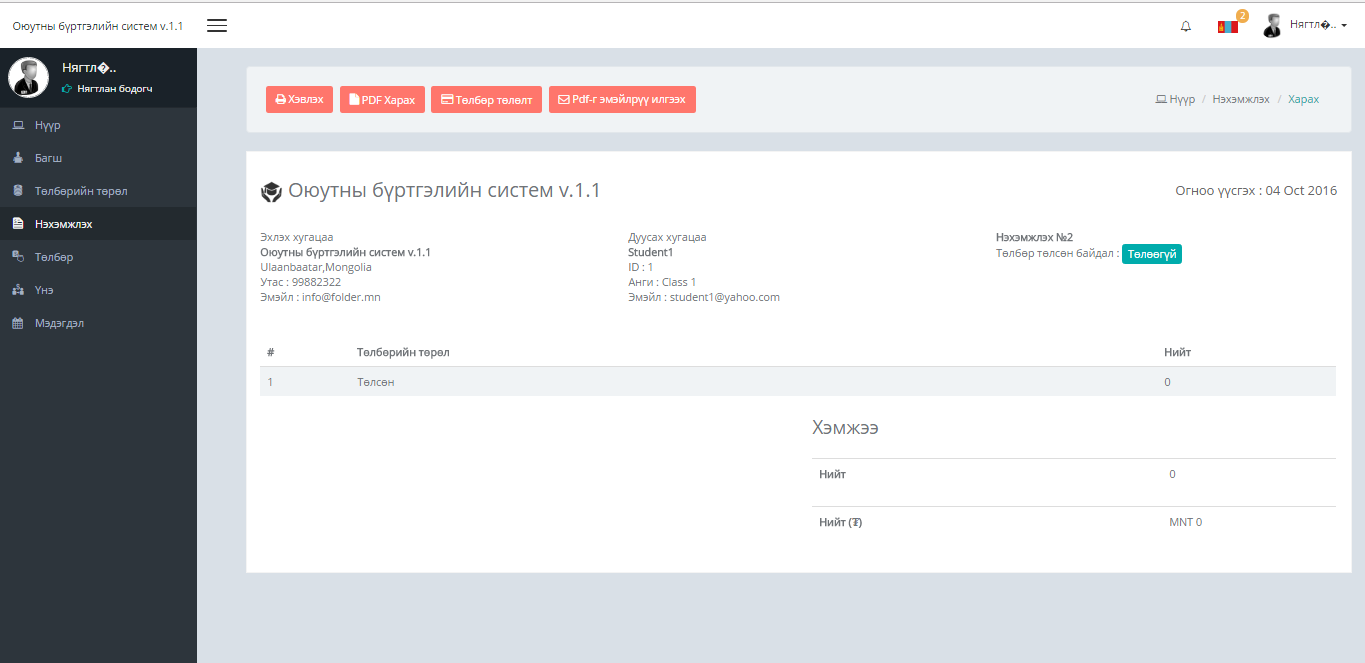 Оюутны бүртгэлийн систем v.1.1
2
Нягтл�..
Нягтл�..
Нягтлан бодогч
Нүүр
Багш
Төлбөрийн төрөл
Нэхэмжлэх
Төлбөр
Үнэ
Мэдэгдэл
Хэвлэх
PDF Харах
Төлбөр төлөлт
Pdf-г эмэйлрүү илгээх
Нүүр / Нэхэмжлэх / Харах
Оюутны бүртгэлийн систем v.1.1
Огноо үүсгэх : 04 Oct 2016
Эхлэх хугацаа
Оюутны бүртгэлийн систем v.1.1
Ulaanbaatar,Mongolia
Утас : 99882322
Эмэйл : info@folder.mn
Дуусах хугацаа
Student1
ID : 1
Анги : Class 1
Эмэйл : student1@yahoo.com
Нэхэмжлэх №2
Төлбөр төлсөн байдал : Төлөөгүй
# Төлбөрийн төрөл Нийт
1 Төлсөн 0
Хэмжээ
Нийт 0
Нийт (₮) MNT 0